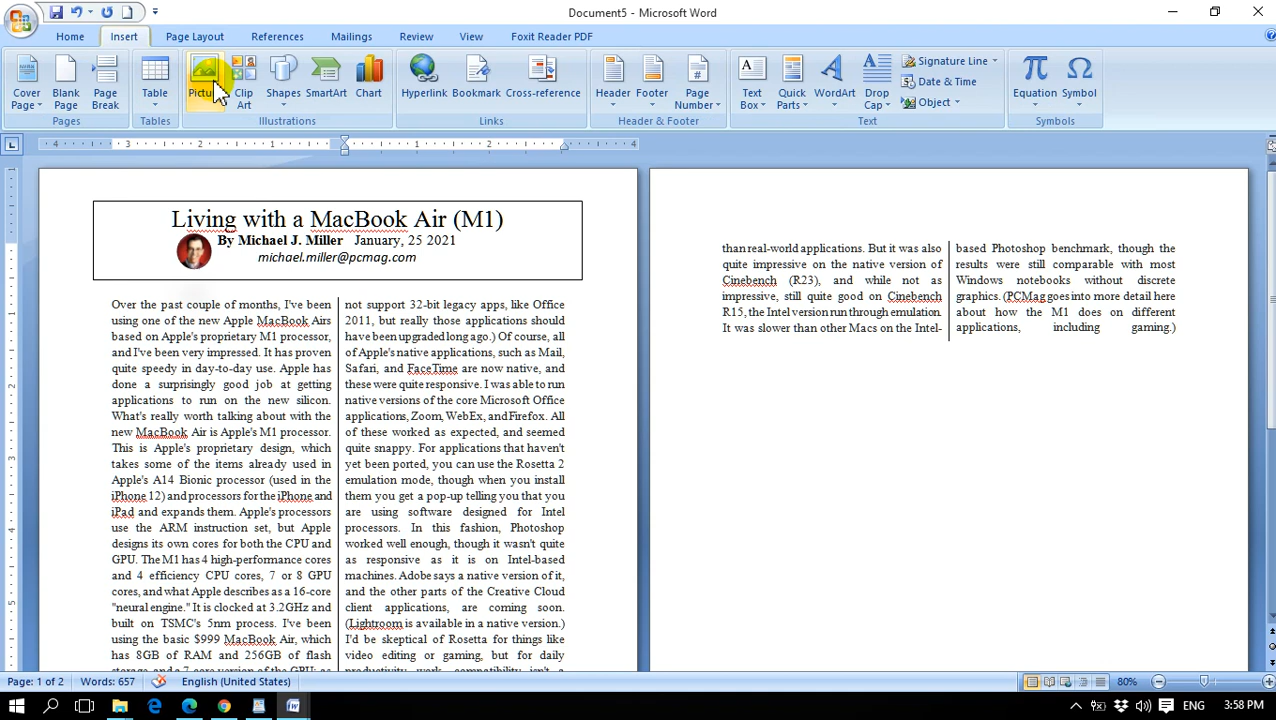 Document5 - Microsoft Word
Home Insert Page Layout References Mailings Review View Foxit Reader PDF
Cover Page Blank Page Page Break Table Clip Art Shapes SmartArt Chart Hyperlink Bookmark Cross-reference Header Footer Page Number Text Box Quick Parts WordArt Drop Cap Signature Line Date & Time Object Equation Symbol
Pages Tables Illustrations Links Header & Footer Text Symbols
4 3 2 1 1 2 3 4
Living with a MacBook Air (M1)
By Michael J. Miller January, 25 2021
michael.miller@pcmag.com
Over the past couple of months, I've been
using one of the new Apple MacBook Airs
based on Apple's proprietary M1 processor,
and I've been very impressed. It has proven
quite speedy in day-to-day use. Apple has
done a surprisingly good job at getting
applications to run on the new silicon.
What's really worth talking about with the
new MacBook Air is Apple's M1 processor.
This is Apple's proprietary design, which
takes some of the items already used in
Apple's A14 Bionic processor (used in the
iPhone 12) and processors for the iPhone and
iPad and expands them. Apple's processors
use the ARM instruction set, but Apple
designs its own cores for both the CPU and
GPU. The M1 has 4 high-performance cores
and 4 efficiency CPU cores, 7 or 8 GPU
cores, and what Apple describes as a 16-core
"neural engine." It is clocked at 3.2GHz and
built on TSMC's 5nm process. I've been
using the basic $999 MacBook Air, which
has 8GB of RAM and 256GB of flash
storage and a 7-core version of the GPU; as
not support 32-bit legacy apps, like Office
2011, but really those applications should
have been upgraded long ago.) Of course, all
of Apple's native applications, such as Mail,
Safari, and FaceTime are now native, and
these were quite responsive. I was able to run
native versions of the core Microsoft Office
applications, Zoom, WebEx, and Firefox. All
of these worked as expected, and seemed
quite snappy. For applications that haven't
yet been ported, you can use the Rosetta 2
emulation mode, though when you install
them you get a pop-up telling you that you
are using software designed for Intel
processors. In this fashion, Photoshop
worked well enough, though it wasn't quite
as responsive as it is on Intel-based
machines. Adobe says a native version of it,
and the other parts of the Creative Cloud
client applications, are coming soon.
(Lightroom is available in a native version.)
I'd be skeptical of Rosetta for things like
video editing or gaming, but for daily
productivity work, compatibility isn't a
than real-world applications. But it was also
quite impressive on the native version of
Cinebench (R23), and while not as
impressive, still quite good on Cinebench
R15, the Intel version run through emulation.
It was slower than other Macs on the Intel-
based Photoshop benchmark, though the
results were still comparable with most
Windows notebooks without discrete
graphics. (PCMag goes into more detail here
about how the M1 does on different
applications, including gaming.)
Page: 1 of 2 Words: 657 English (United States) 80%
ENG 3:58 PM